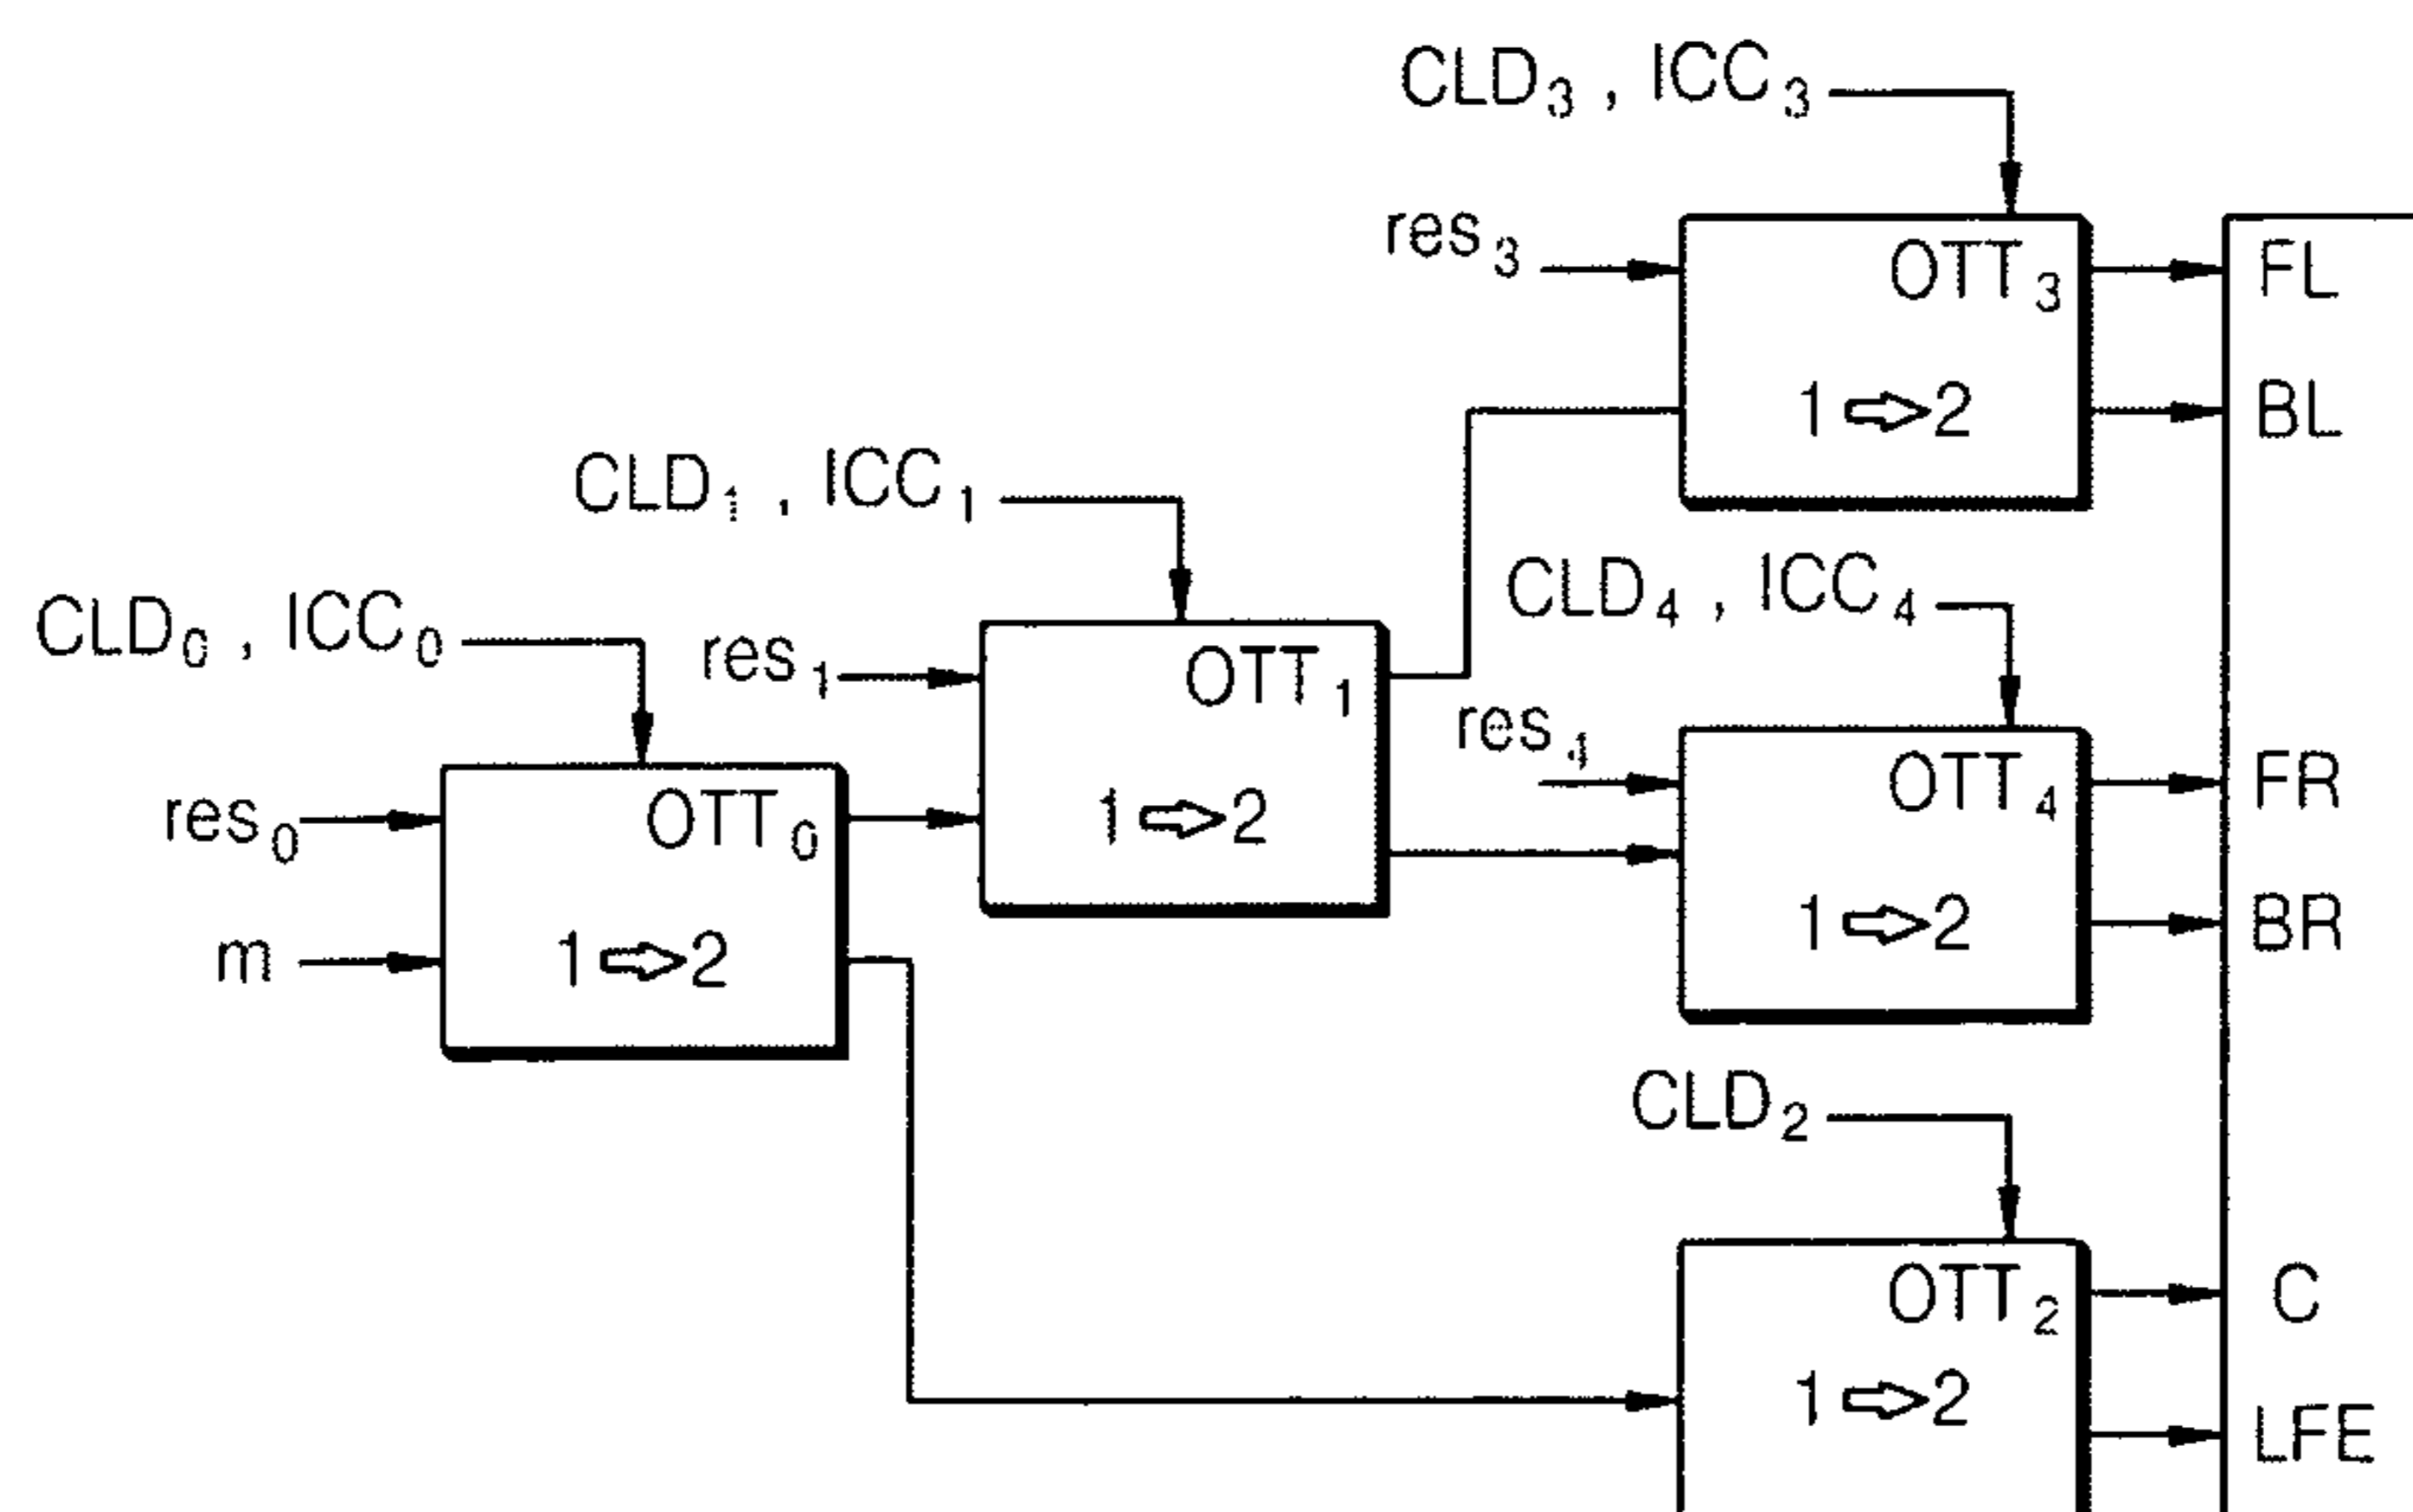 CLD3 , ICC3
res3
OTT3
FL
1⇨2
BL
CLD1 , ICC1
CLD4 , ICC4
CLD0 , ICC0
res1
OTT1
res4
OTT4
FR
res0
OTT0
1⇨2
1⇨2
BR
m
1⇨2
CLD2
OTT2
C
1⇨2
LFE